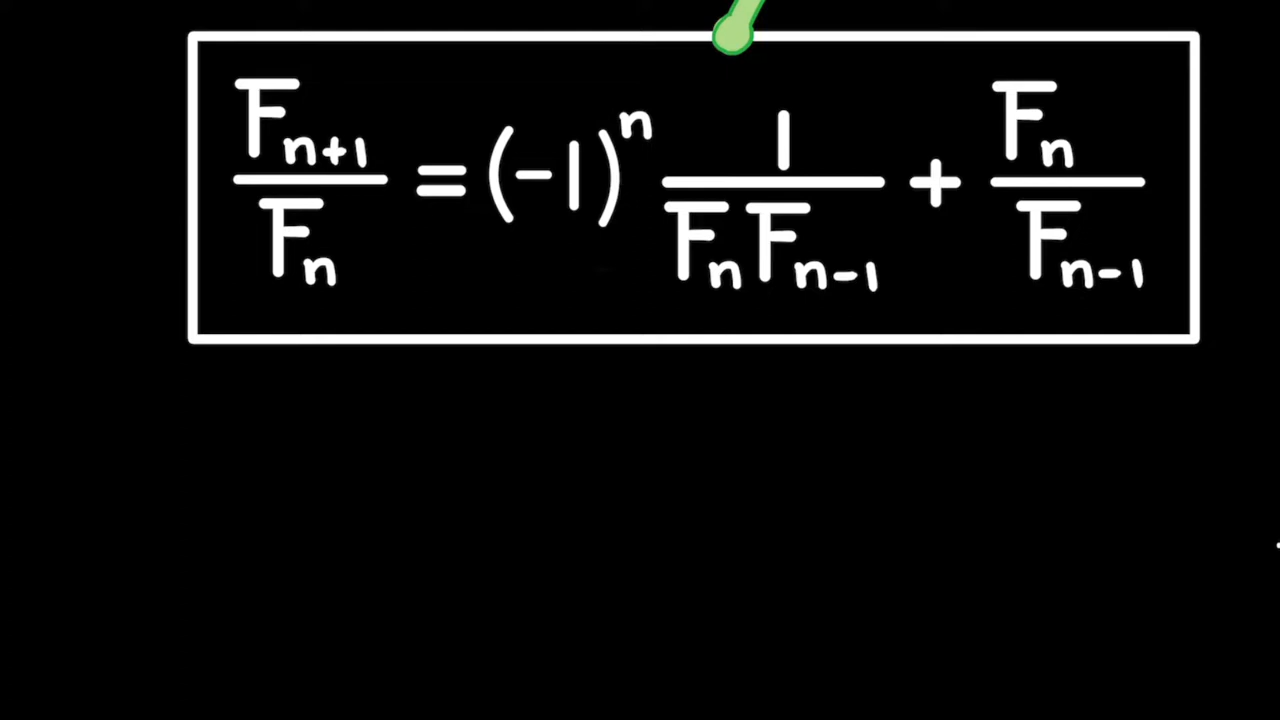 F_{n+1}/F_n = (-1)^n 1/(F_n F_{n-1}) + F_n/F_{n-1}